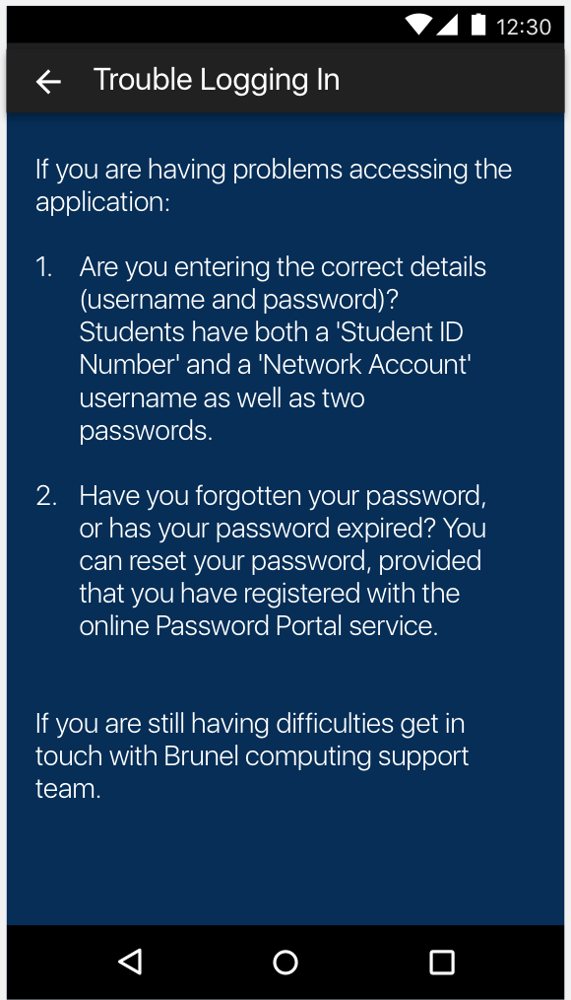 12:30
Trouble Logging In
If you are having problems accessing the
application:
1. Are you entering the correct details
(username and password)?
Students have both a 'Student ID
Number' and a 'Network Account'
username as well as two
passwords.
2. Have you forgotten your password,
or has your password expired? You
can reset your password, provided
that you have registered with the
online Password Portal service.
If you are still having difficulties get in
touch with Brunel computing support
team.